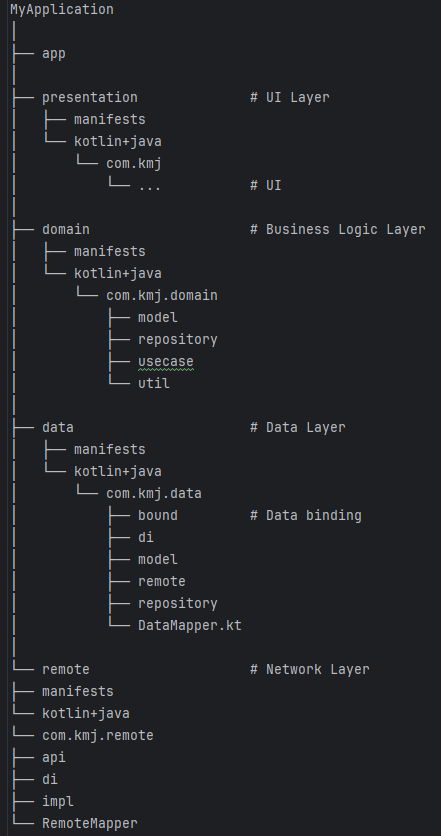 MyApplication
│
├── app
│
├── presentation              # UI Layer
│   ├── manifests
│   └── kotlin+java
│       └── com.kmj
│           └── ...           # UI
│
├── domain                    # Business Logic Layer
│   ├── manifests
│   └── kotlin+java
│       └── com.kmj.domain
│           ├── model
│           ├── repository
│           ├── usecase
│           └── util
│
├── data                      # Data Layer
│   ├── manifests
│   └── kotlin+java
│       └── com.kmj.data
│           ├── bound         # Data binding
│           ├── di
│           ├── model
│           ├── remote
│           ├── repository
│           └── DataMapper.kt
│
└── remote                    # Network Layer
├── manifests
└── kotlin+java
└── com.kmj.remote
├── api
├── di
├── impl
└── RemoteMapper